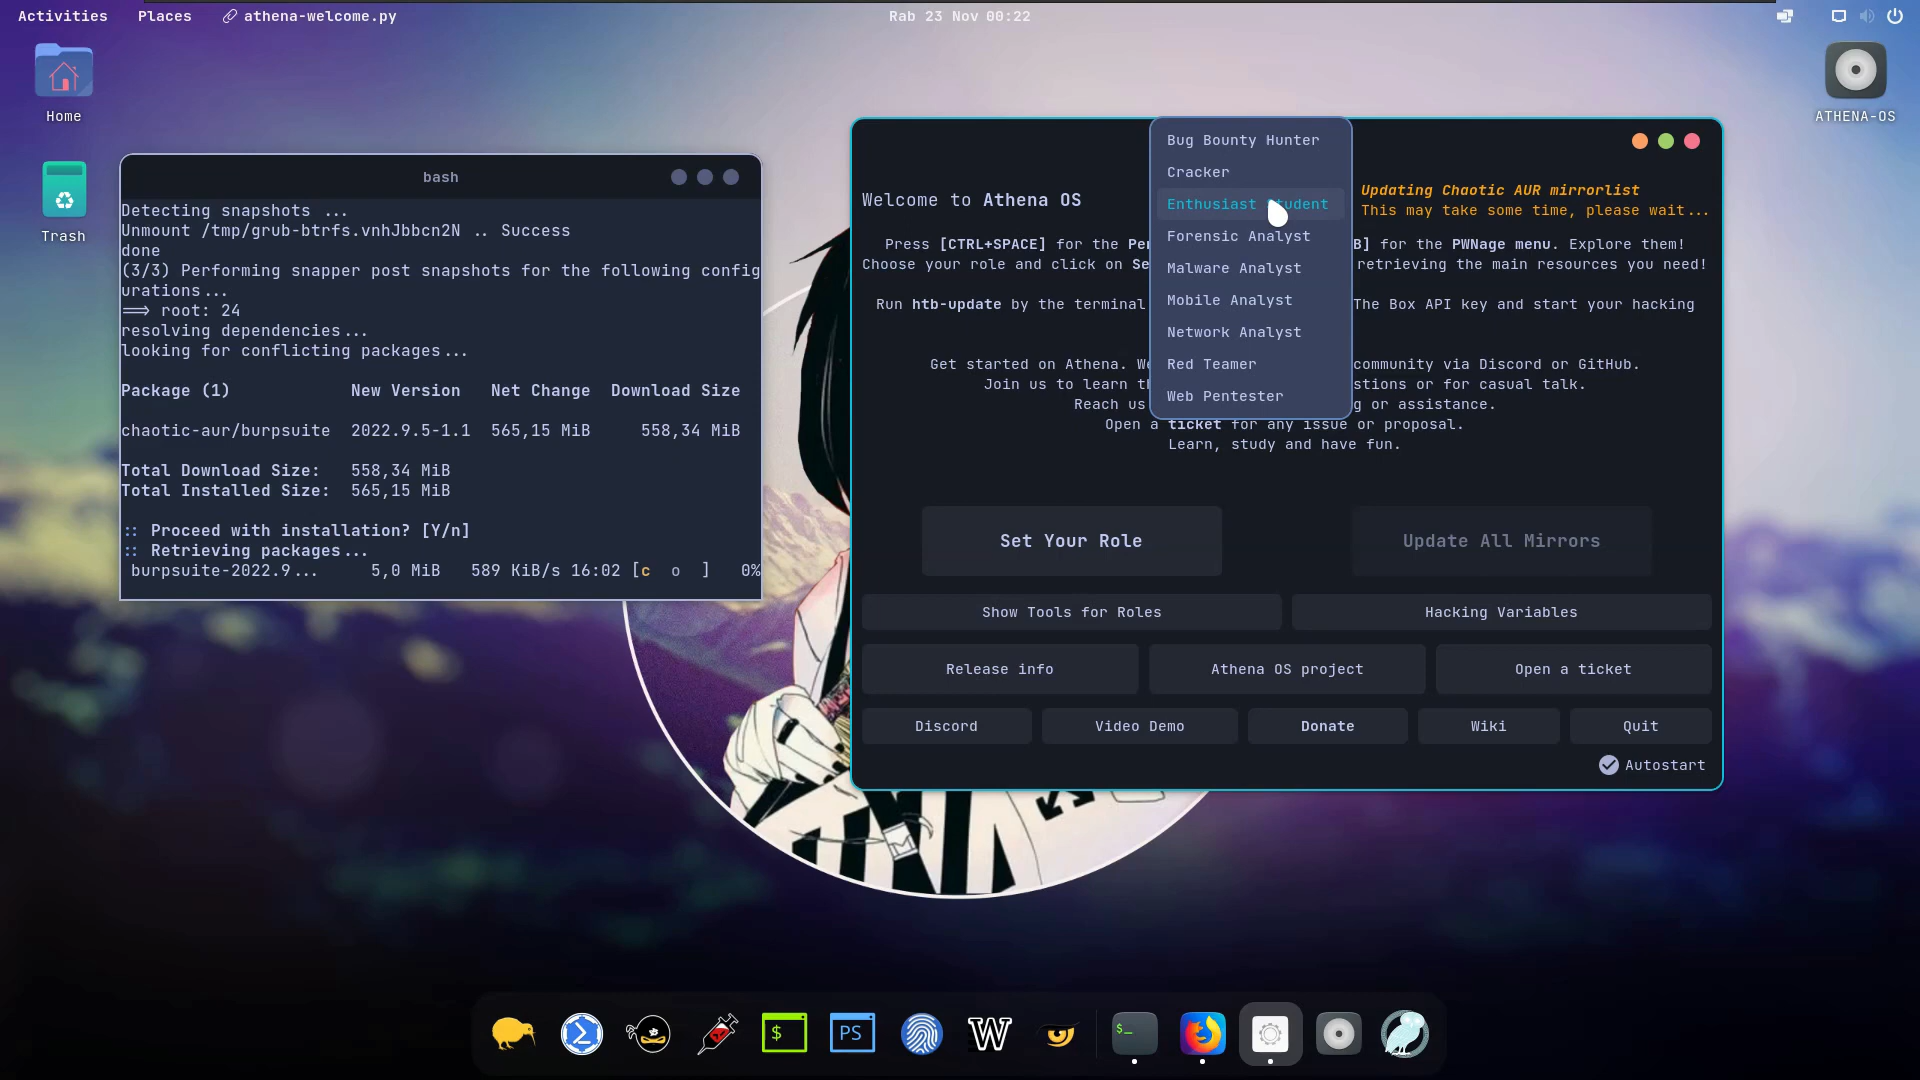 Activities Places athena-welcome.py Rab 23 Nov 00:22
Home
Trash
ATHENA-OS
bash
Detecting snapshots ...
Unmount /tmp/grub-btrfs.vnhJbbcn2N .. Success
done
(3/3) Performing snapper post snapshots for the following config
urations...
==> root: 24
resolving dependencies...
looking for conflicting packages...
Package (1) New Version Net Change Download Size
chaotic-aur/burpsuite 2022.9.5-1.1 565,15 MiB 558,34 MiB
Total Download Size: 558,34 MiB
Total Installed Size: 565,15 MiB
:: Proceed with installation? [Y/n]
:: Retrieving packages...
burpsuite-2022.9... 5,0 MiB 589 KiB/s 16:02 [c o ] 0%
Bug Bounty Hunter
Cracker
Enthusiast Student
Forensic Analyst
Malware Analyst
Mobile Analyst
Network Analyst
Red Teamer
Web Pentester
Welcome to Athena OS
Updating Chaotic AUR mirrorlist
This may take some time, please wait...
Press [CTRL+SPACE] for the Pe B] for the PWNage menu. Explore them!
Choose your role and click on Se retrieving the main resources you need!
Run htb-update by the terminal The Box API key and start your hacking
Get started on Athena. We community via Discord or GitHub.
Join us to learn th stions or for casual talk.
Reach us g or assistance.
Open a ticket for any issue or proposal.
Learn, study and have fun.
Set Your Role Update All Mirrors
Show Tools for Roles Hacking Variables
Release info Athena OS project Open a ticket
Discord Video Demo Donate Wiki Quit
Autostart
$ PS W $_